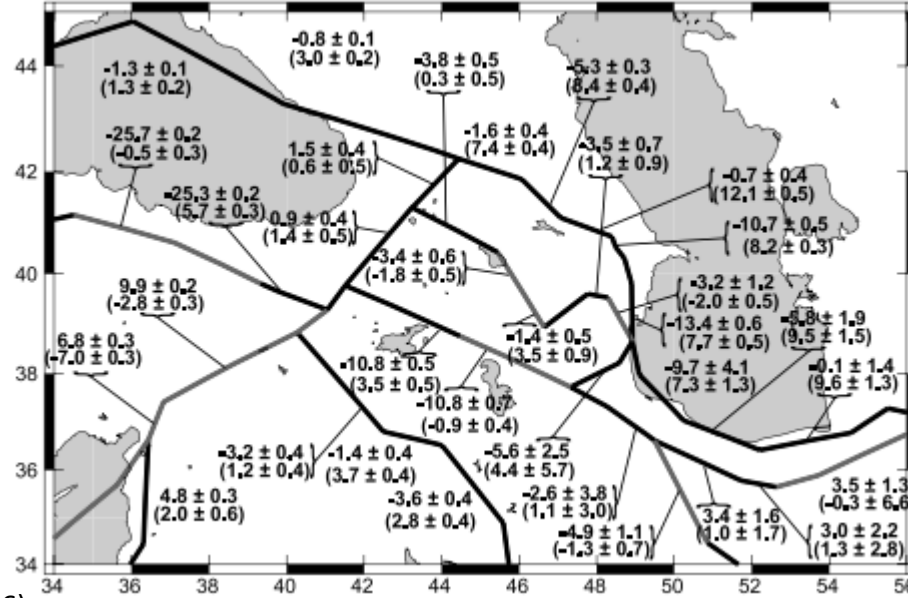 -0.8 ± 0.1
(3.0 ± 0.2)
-3.8 ± 0.5
(0.3 ± 0.5)
-5.3 ± 0.3
(8.4 ± 0.4)
44
-1.3 ± 0.1
(1.3 ± 0.2)
-25.7 ± 0.2
(-0.5 ± 0.3)
1.5 ± 0.4
(0.6 ± 0.5)
-1.6 ± 0.4
(7.4 ± 0.4)
-3.5 ± 0.7
(1.2 ± 0.9)
42
-25.3 ± 0.2
(5.7 ± 0.3)
-0.7 ± 0.4
(12.1 ± 0.5)
0.9 ± 0.4
(1.4 ± 0.5)
-10.7 ± 0.5
(8.2 ± 0.3)
40
-3.4 ± 0.6
(-1.8 ± 0.5)
9.9 ± 0.2
(-2.8 ± 0.3)
-3.2 ± 1.2
(-2.0 ± 0.5)
6.8 ± 0.3
(-7.0 ± 0.3)
-1.4 ± 0.5
(3.5 ± 0.9)
-13.4 ± 0.6
(7.7 ± 0.5)
-5.8 ± 1.9
(9.5 ± 1.5)
38
-10.8 ± 0.5
(3.5 ± 0.5)
-9.7 ± 4.1
(7.3 ± 1.3)
-0.1 ± 1.4
(9.6 ± 1.3)
-10.8 ± 0.7
(-0.9 ± 0.4)
36
-3.2 ± 0.4
(1.2 ± 0.4)
-1.4 ± 0.4
(3.7 ± 0.4)
-5.6 ± 2.5
(4.4 ± 5.7)
4.8 ± 0.3
(2.0 ± 0.6)
-3.6 ± 0.4
(2.8 ± 0.4)
-2.6 ± 3.8
(1.1 ± 3.0)
3.5 ± 1.3
(-0.3 ± 6.6
-4.9 ± 1.1
(-1.3 ± 0.7)
3.4 ± 1.6
(1.0 ± 1.7)
3.0 ± 2.2
(1.3 ± 2.8)
34
34 36 38 40 42 44 46 48 50 52 54